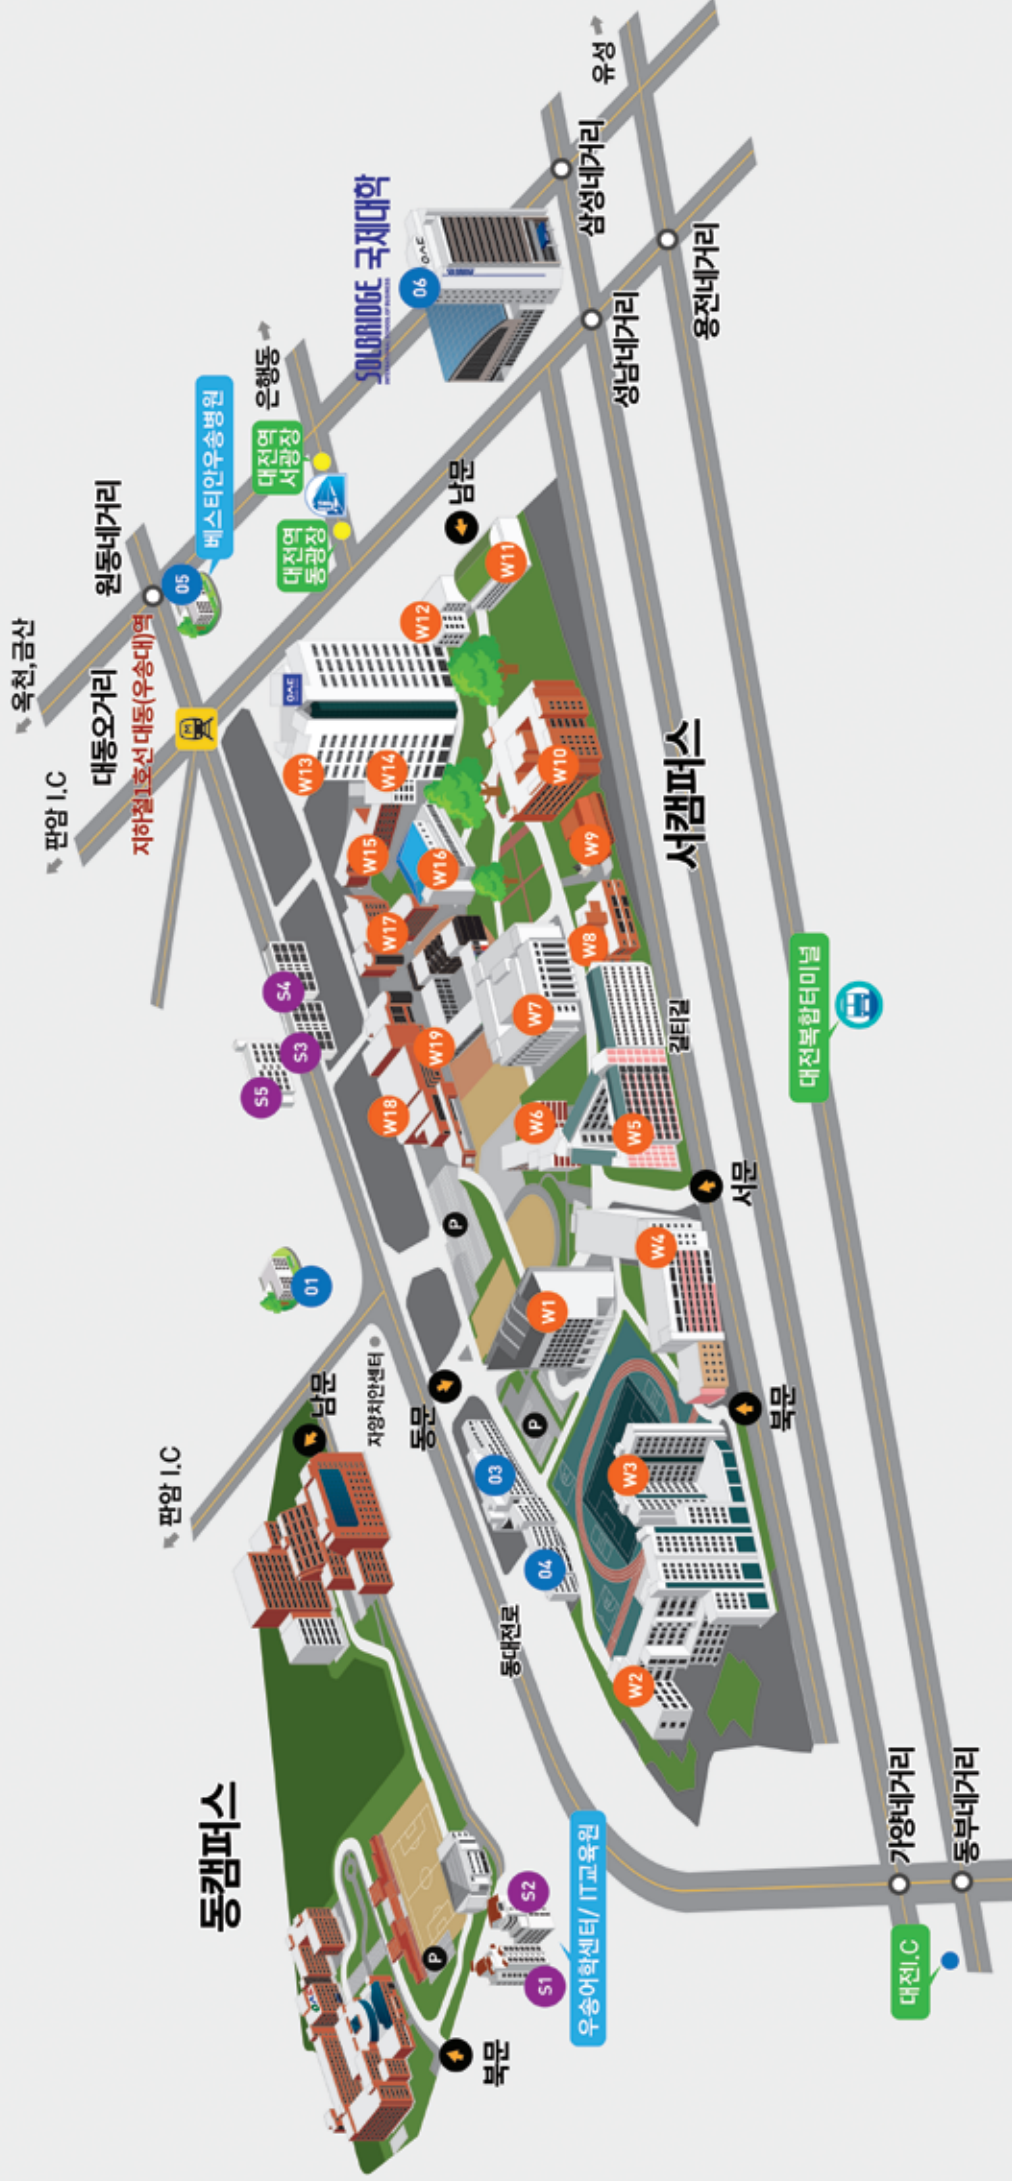 동캠퍼스
판암 I.C
판암 I.C
옥천,금산
대동오거리
원동네거리
지하철1호선 대동(우송대)역
M
05
베스티안우송병원
은행동
대전역
서광장
대전역
동광장
SOLBRIDGE 국제대학
06
유성
삼성네거리
성남네거리
용전네거리
남문
자양치안센터
01
S5
S3
S4
동문
03
04
동대전로
P
북문
P
S1
S2
우송어학센터/ IT교육원
W13
W14
W12
W11
남문
W15
W16
W17
W18
W19
P
P
W10
W9
W8
W7
W6
W5
W1
W4
W3
W2
길터길
서캠퍼스
서문
북문
대전복합터미널
가양네거리
동부네거리
대전I.C